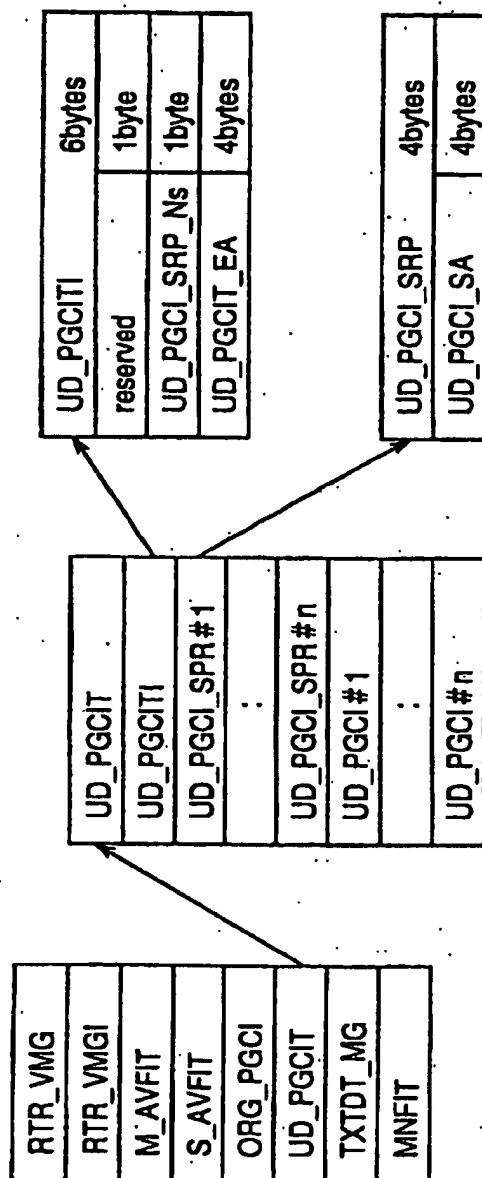 RTR_VMG
RTR_VMGI
M_AVFIT
S_AVFIT
ORG_PGCI
UD_PGCIT
TXTDT_MG
MNFIT
UD_PGCIT
UD_PGCITI
UD_PGCI_SPR#1
:
UD_PGCI_SPR#n
UD_PGCI#1
:
UD_PGCI#n
UD_PGCITI 6bytes
reserved 1byte
UD_PGCI_SRP_Ns 1byte
UD_PGCIT_EA 4bytes
UD_PGCI_SRP 4bytes
UD_PGCI_SA 4bytes